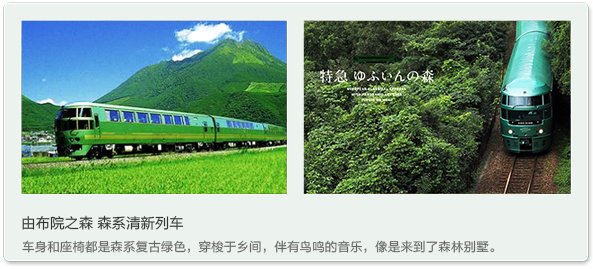 特急 ゆふいんの森
由布院之森 森系清新列车
车身和座椅都是森系复古绿色，穿梭于乡间，伴有鸟鸣的音乐，像是来到了森林别墅。